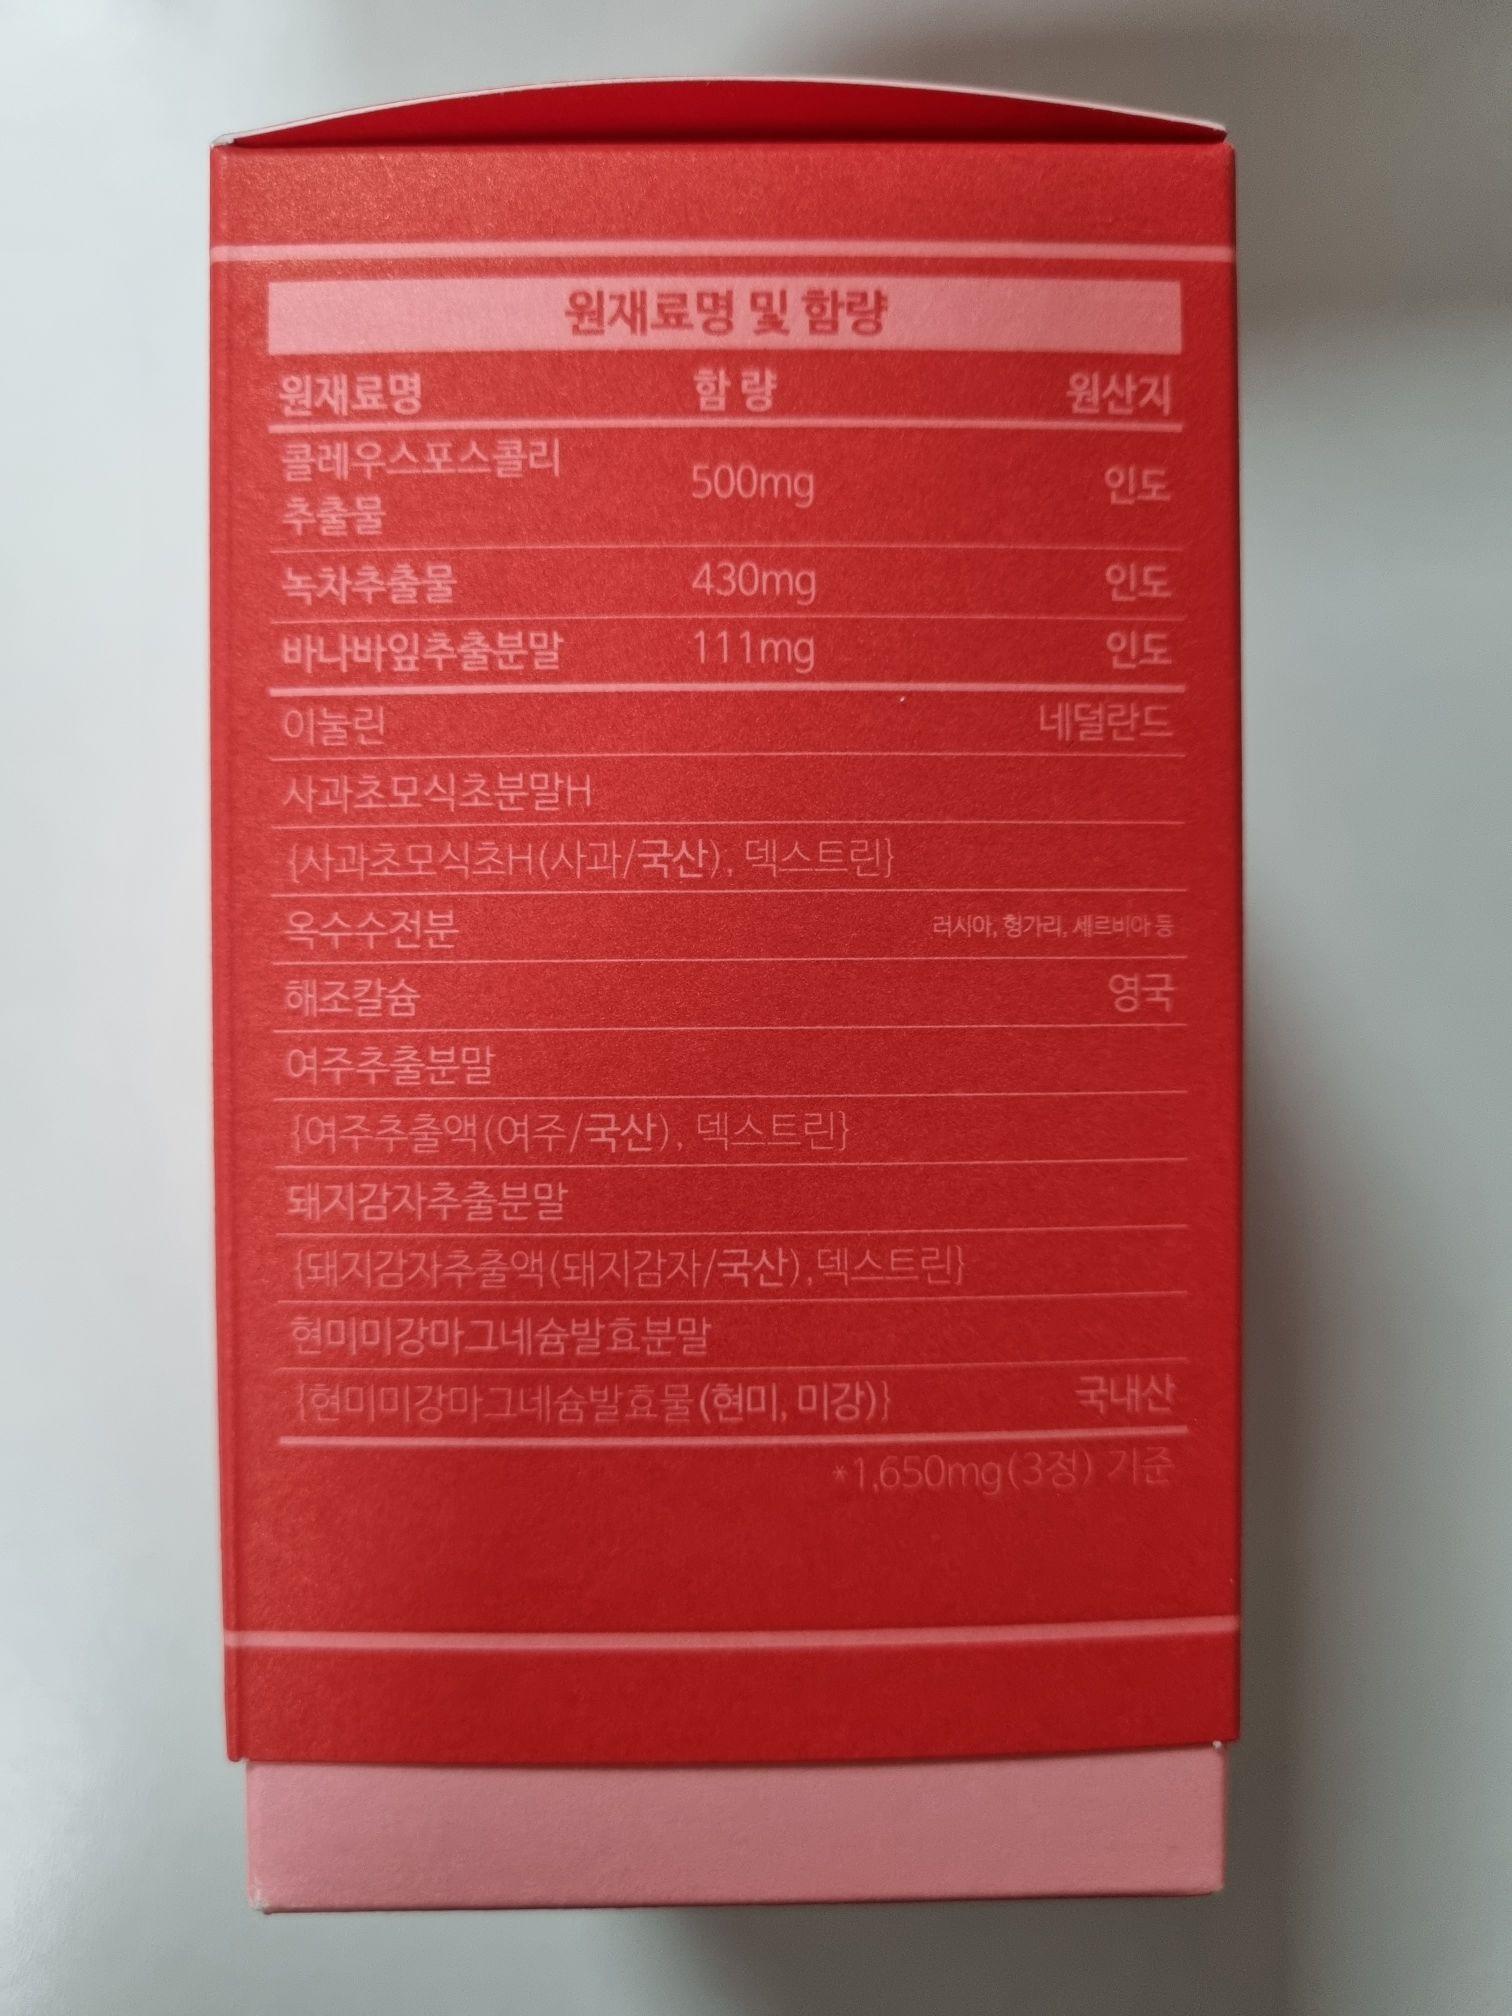 원재료명 및 함량
원재료명 함 량 원산지
콜레우스포스콜리
추출물 500mg 인도
녹차추출물 430mg 인도
바나바잎추출분말 111mg 인도
이눌린 네덜란드
사과초모식초분말H
{사과초모식초H(사과/국산), 덱스트린}
옥수수전분 러시아, 헝가리, 세르비아 등
해조칼슘 영국
여주추출분말
{여주추출액(여주/국산), 덱스트린}
돼지감자추출분말
{돼지감자추출액(돼지감자/국산),덱스트린}
현미미강마그네슘발효분말
{현미미강마그네슘발효물(현미, 미강)} 국내산
*1,650mg(3정) 기준